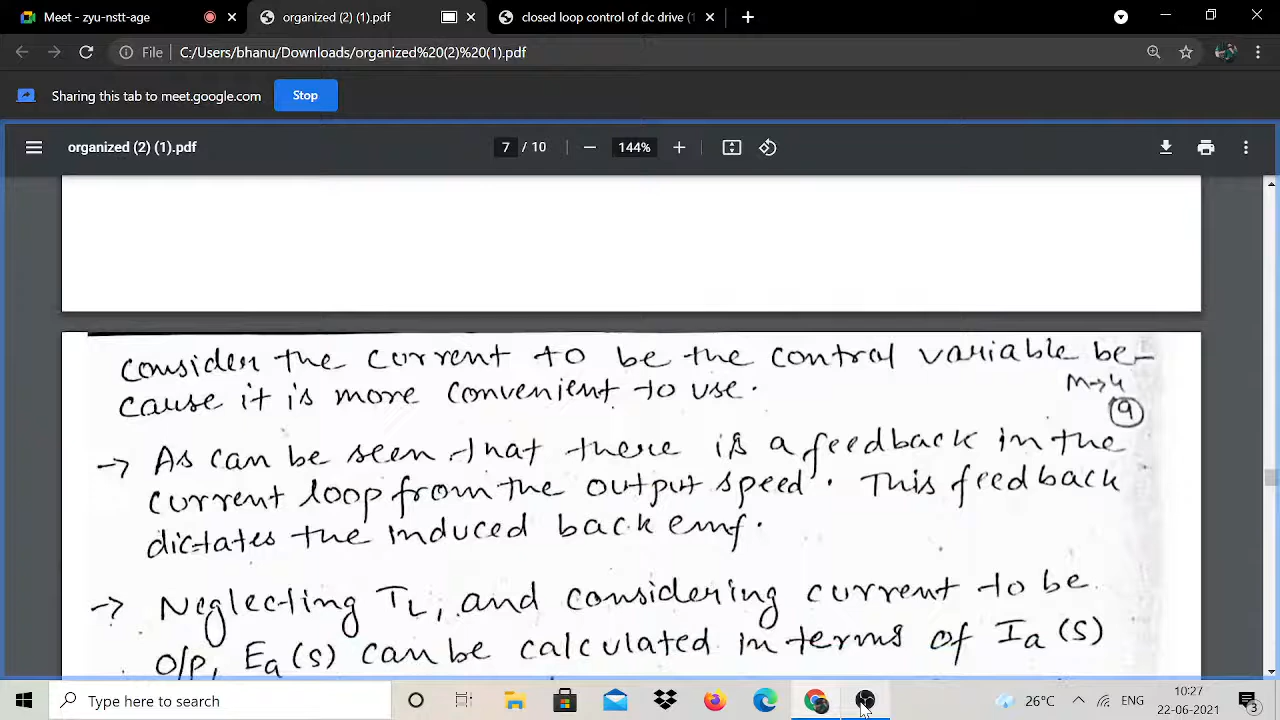 Meet - zyu-nstt-age
organized (2) (1).pdf
closed loop control of dc drive (1
File
C:/Users/bhanu/Downloads/organized%20(2)%20(1).pdf
Sharing this tab to meet.google.com
Stop
organized (2) (1).pdf
7 / 10
144%
Consider the current to be the control variable be-
cause it is more convenient to use.
M→4
9
→ As can be seen that there is a feedback in the
current loop from the output speed. This feedback
dictates the induced back emf.
→ Neglecting TL, and considering current to be
o/p, Ea(s) can be calculated in terms of Ia(s)
Type here to search
26°C
ENG
10:27
22-06-2021
3